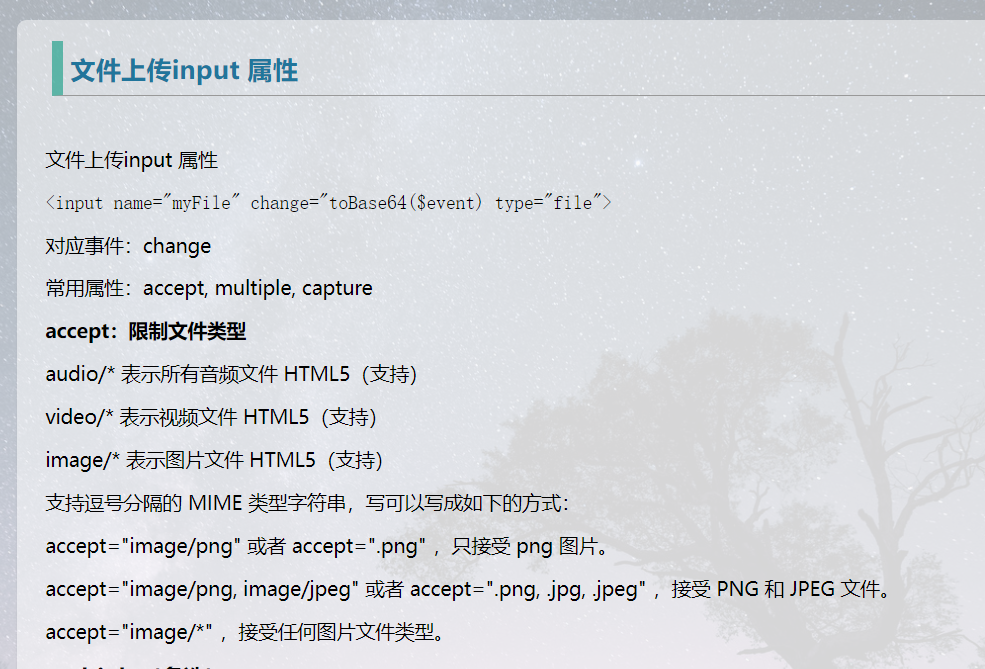 文件上传input 属性
文件上传input 属性
<input name="myFile" change="toBase64($event) type="file">
对应事件：change
常用属性：accept, multiple, capture
accept：限制文件类型
audio/* 表示所有音频文件 HTML5（支持）
video/* 表示视频文件 HTML5（支持）
image/* 表示图片文件 HTML5（支持）
支持逗号分隔的 MIME 类型字符串，写可以写成如下的方式：
accept="image/png" 或者 accept=".png" ，只接受 png 图片。
accept="image/png, image/jpeg" 或者 accept=".png, .jpg, .jpeg" ，接受 PNG 和 JPEG 文件。
accept="image/*" ，接受任何图片文件类型。